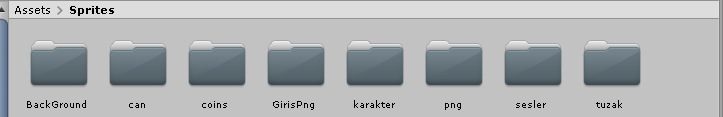 Assets > Sprites
BackGround can coins GirisPng karakter png sesler tuzak